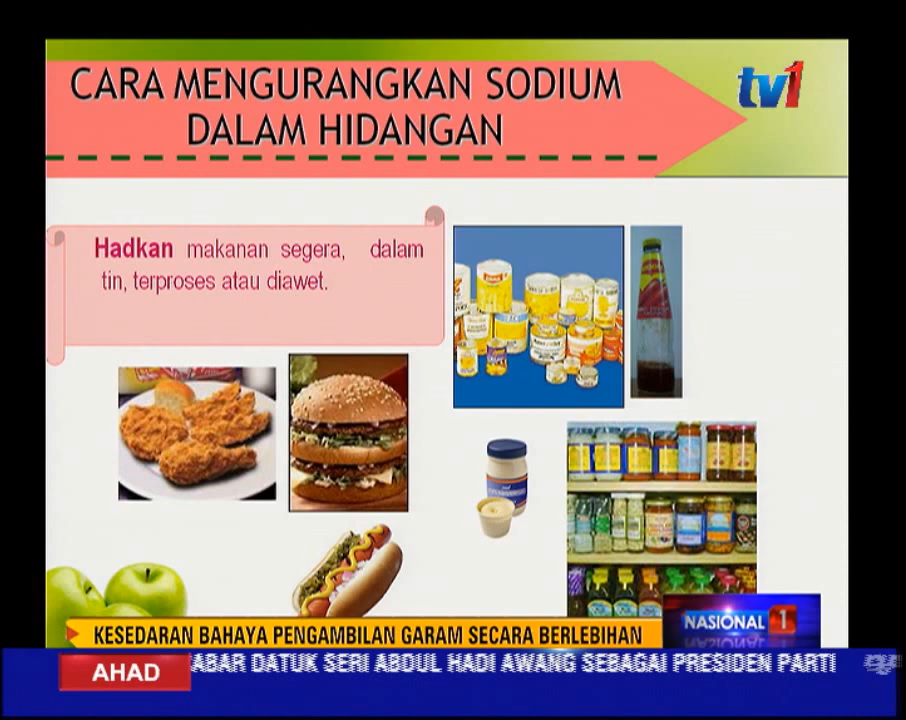 CARA MENGURANGKAN SODIUM
DALAM HIDANGAN
tv1
Hadkan makanan segera, dalam
tin, terproses atau diawet.
KESEDARAN BAHAYA PENGAMBILAN GARAM SECARA BERLEBIHAN
NASIONAL 1
AHAD
ABAR DATUK SERI ABDUL HADI AWANG SEBAGAI PRESIDEN PARTI